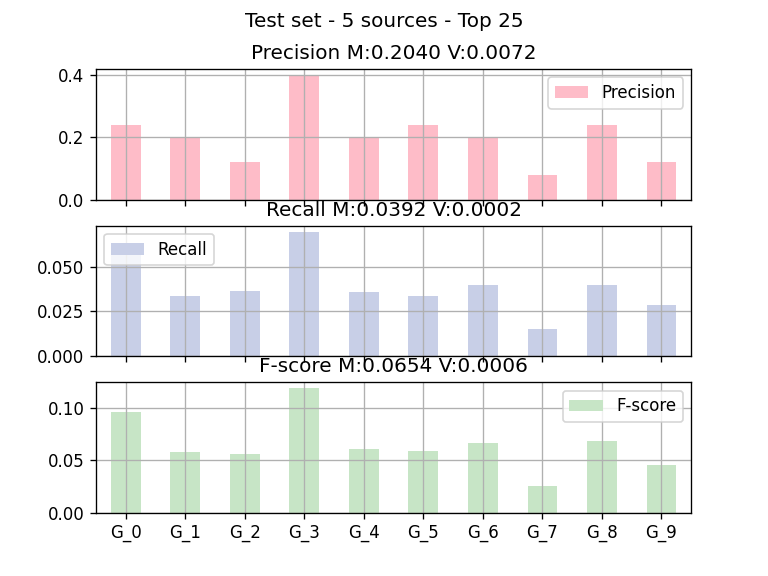 Test set - 5 sources - Top 25
Precision M:0.2040 V:0.0072
0.4
0.2
0.0
Precision
Recall M:0.0392 V:0.0002
0.050
0.025
0.000
Recall
F-score M:0.0654 V:0.0006
0.10
0.05
0.00
F-score
G_0 G_1 G_2 G_3 G_4 G_5 G_6 G_7 G_8 G_9